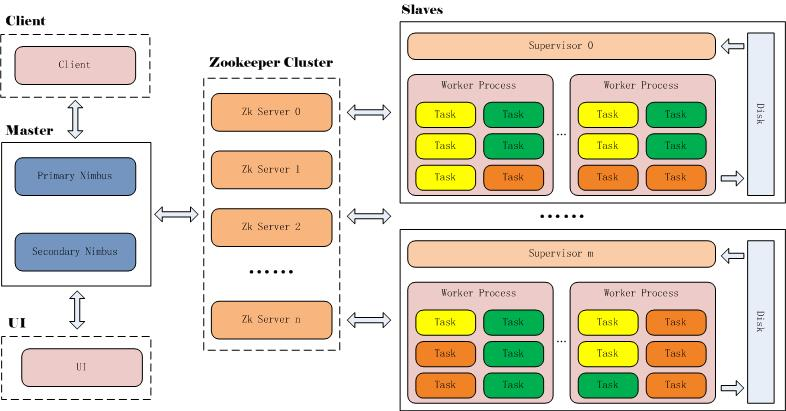 Client
Client
Master
Primary Nimbus
Secondary Nimbus
UI
UI
Zookeeper Cluster
Zk Server 0
Zk Server 1
Zk Server 2
......
Zk Server n
Slaves
Supervisor 0
Worker Process
Task Task
Task Task
Task Task
...
Worker Process
Task Task
Task Task
Task Task
Disk
......
Supervisor m
Worker Process
Task Task
Task Task
Task Task
...
Worker Process
Task Task
Task Task
Task Task
Disk